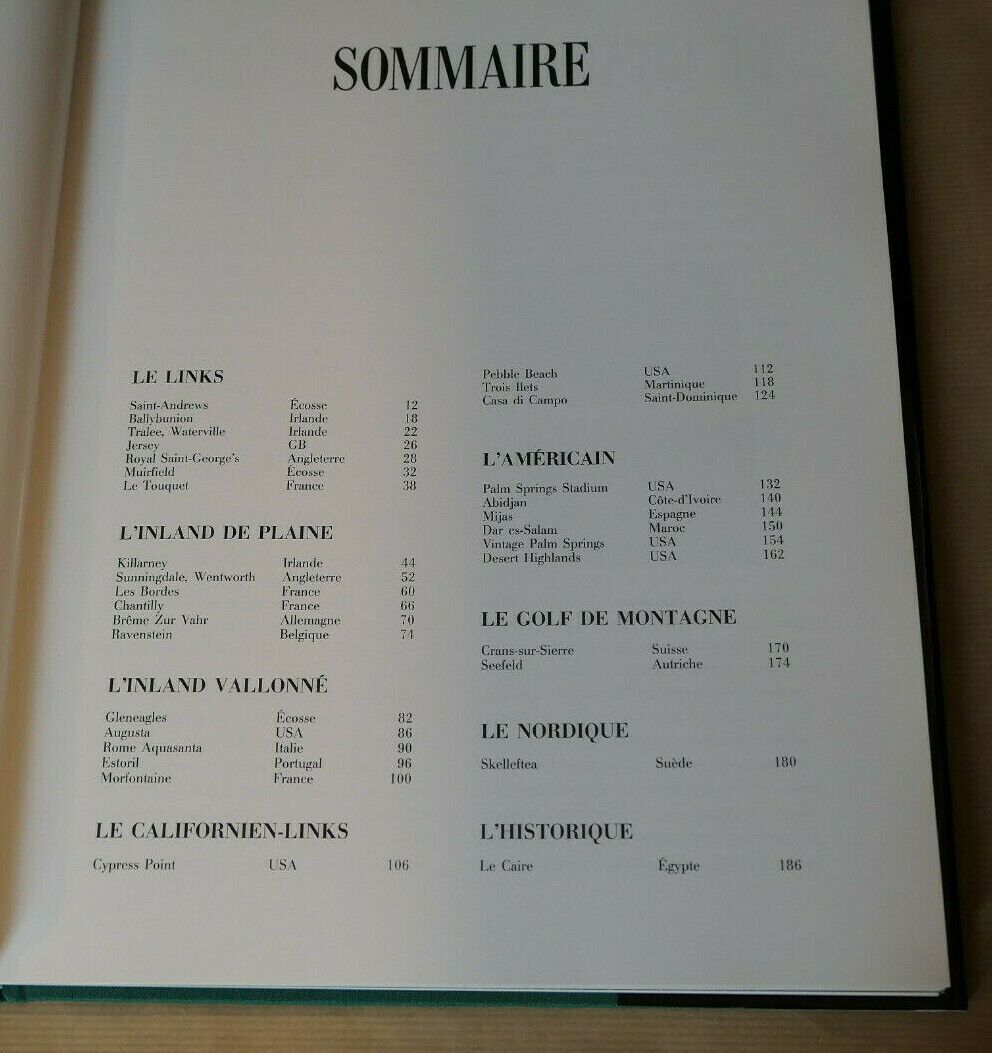 SOMMAIRE
LE LINKS
Saint-Andrews Écosse 12
Ballybunion Irlande 18
Tralee, Waterville Irlande 22
Jersey GB 26
Royal Saint-George's Angleterre 28
Muirfield Écosse 32
Le Touquet France 38
L'INLAND DE PLAINE
Killarney Irlande 44
Sunningdale, Wentworth Angleterre 52
Les Bordes France 60
Chantilly France 66
Brême Zur Vahr Allemagne 70
Ravenstein Belgique 74
L'INLAND VALLONNÉ
Gleneagles Écosse 82
Augusta USA 86
Rome Aquasanta Italie 90
Estoril Portugal 96
Morfontaine France 100
LE CALIFORNIEN-LINKS
Cypress Point USA 106
Pebble Beach USA 112
Trois Ilets Martinique 118
Casa di Campo Saint-Dominique 124
L'AMÉRICAIN
Palm Springs Stadium USA 132
Abidjan Côte-d'Ivoire 140
Mijas Espagne 144
Dar es-Salam Maroc 150
Vintage Palm Springs USA 154
Desert Highlands USA 162
LE GOLF DE MONTAGNE
Crans-sur-Sierre Suisse 170
Seefeld Autriche 174
LE NORDIQUE
Skelleftea Suède 180
L'HISTORIQUE
Le Caire Égypte 186